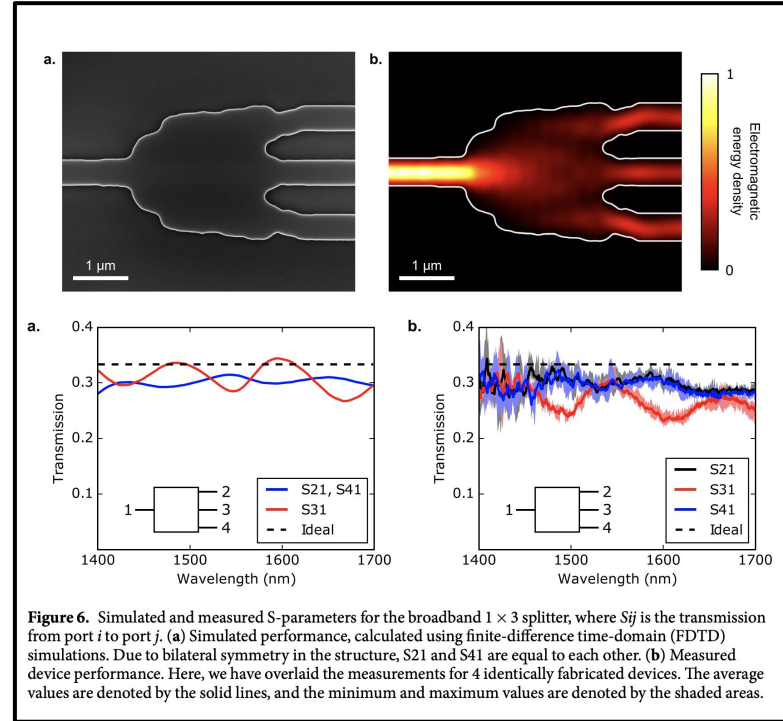 a.
b.
1 μm
1 μm
1
0
Electromagnetic
energy density
a.
b.
0.4
0.3
0.2
0.1
Transmission
1400
1500
1600
1700
Wavelength (nm)
1
2
3
4
S21, S41
S31
Ideal
0.4
0.3
0.2
0.1
Transmission
1400
1500
1600
1700
Wavelength (nm)
1
2
3
4
S21
S31
S41
Ideal
Figure 6. Simulated and measured S-parameters for the broadband 1 × 3 splitter, where Sij is the transmission
from port i to port j. (a) Simulated performance, calculated using finite-difference time-domain (FDTD)
simulations. Due to bilateral symmetry in the structure, S21 and S41 are equal to each other. (b) Measured
device performance. Here, we have overlaid the measurements for 4 identically fabricated devices. The average
values are denoted by the solid lines, and the minimum and maximum values are denoted by the shaded areas.